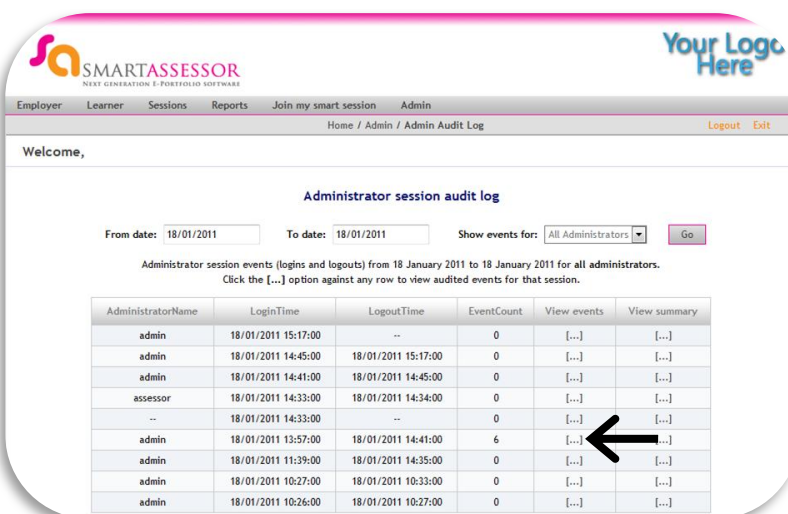 SMARTASSESSOR
NEXT GENERATION E-PORTFOLIO SOFTWARE
Your Logo
Here
Employer Learner Sessions Reports Join my smart session Admin
Home / Admin / Admin Audit Log Logout Exit
Welcome,
Administrator session audit log
From date: 18/01/2011 To date: 18/01/2011 Show events for: All Administrators Go
Administrator session events (logins and logouts) from 18 January 2011 to 18 January 2011 for all administrators.
Click the [...] option against any row to view audited events for that session.
AdministratorName LoginTime LogoutTime EventCount View events View summary
admin 18/01/2011 15:17:00 -- 0 [...] [...]
admin 18/01/2011 14:45:00 18/01/2011 15:17:00 0 [...] [...]
admin 18/01/2011 14:41:00 18/01/2011 14:45:00 0 [...] [...]
assessor 18/01/2011 14:33:00 18/01/2011 14:34:00 0 [...] [...]
-- 18/01/2011 14:33:00 -- 0 [...] [...]
admin 18/01/2011 13:57:00 18/01/2011 14:41:00 6 [...] [...]
admin 18/01/2011 11:39:00 18/01/2011 14:35:00 0 [...] [...]
admin 18/01/2011 10:27:00 18/01/2011 10:33:00 0 [...] [...]
admin 18/01/2011 10:26:00 18/01/2011 10:27:00 0 [...] [...]